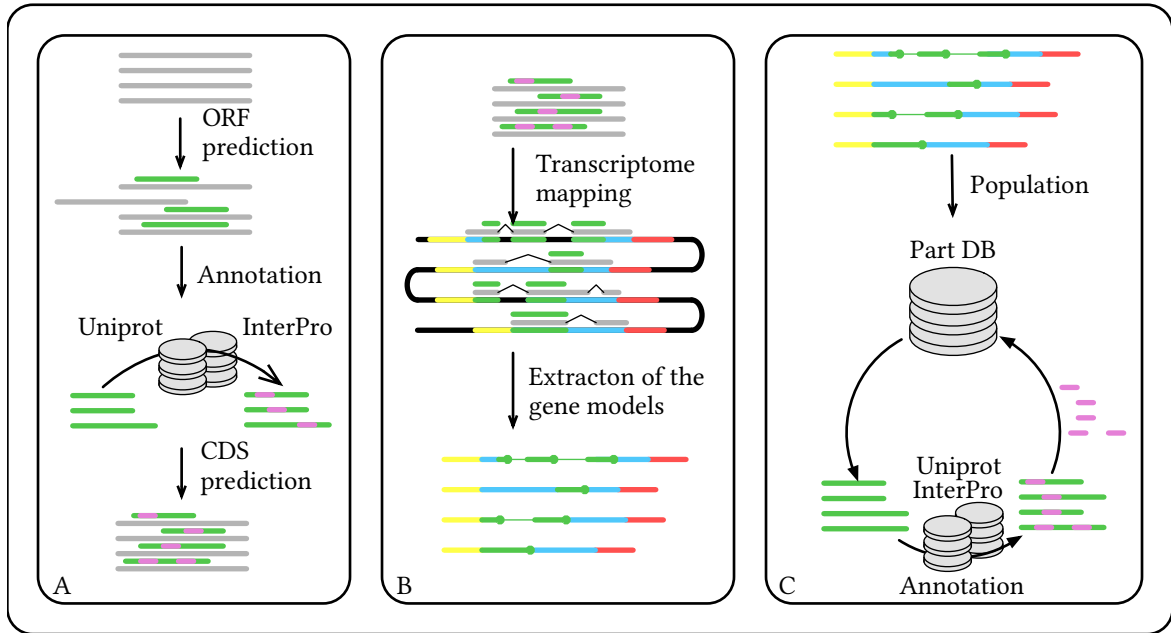 ORF
prediction
Annotation
Uniprot
InterPro
CDS
prediction
A
Transcriptome
mapping
Extracton of the
gene models
B
Population
Part DB
Uniprot
InterPro
Annotation
C